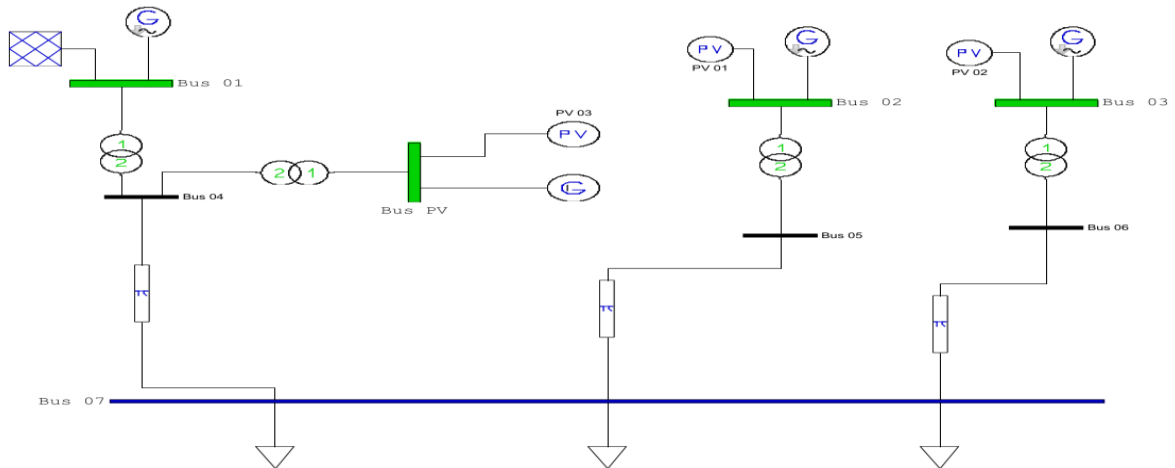 G
Bus 01
1
2
Bus 04
2 1
PV 03
PV
G
Bus PV
π
PV
PV 01
G
Bus 02
1
2
Bus 05
π
PV
PV 02
G
Bus 03
1
2
Bus 06
π
Bus 07